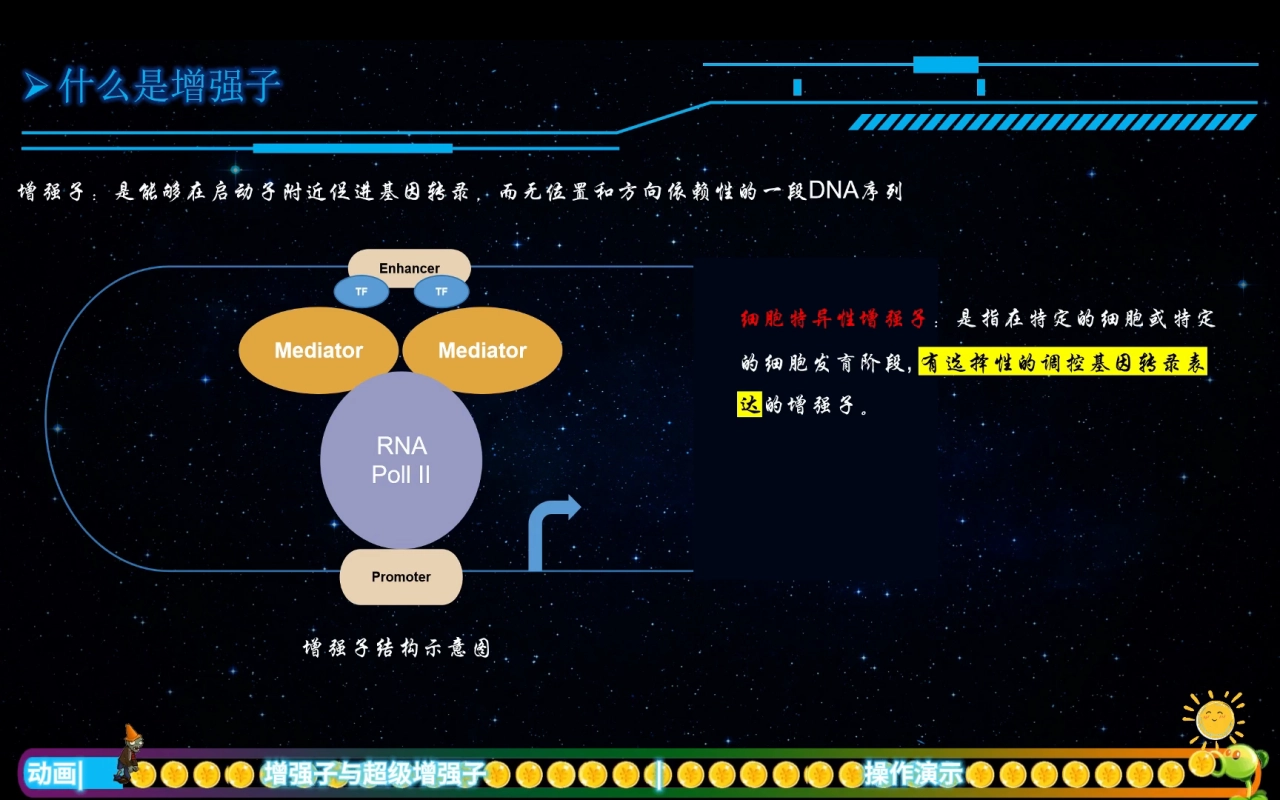 什么是增强子
增强子：是能够在启动子附近促进基因转录，而无位置和方向依赖性的一段DNA序列
Enhancer
TF
TF
Mediator
Mediator
RNA
Poll II
Promoter
增强子结构示意图
细胞特异性增强子：是指在特定的细胞或特定
的细胞发育阶段,有选择性的调控基因转录表
达的增强子。
动画|
增强子与超级增强子
|
操作演示